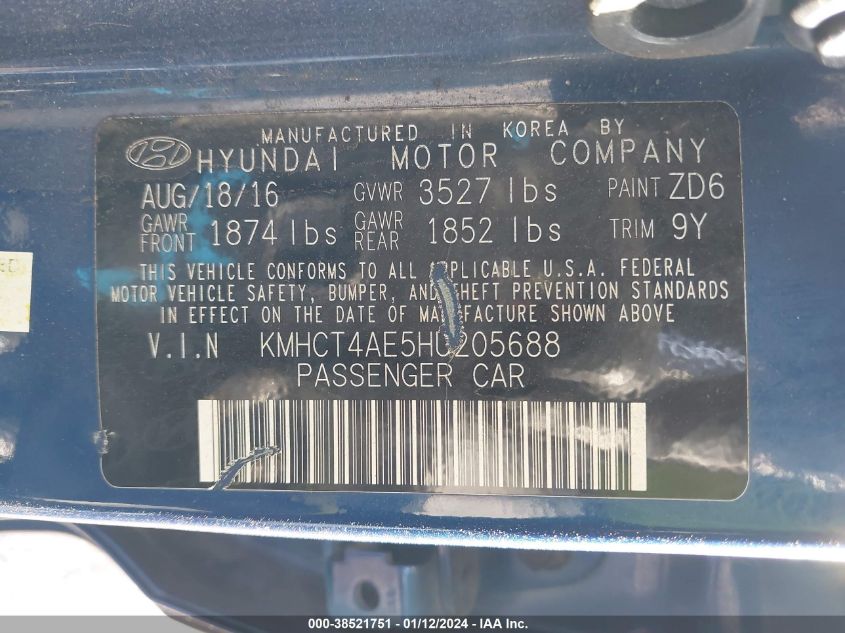 MANUFACTURED IN KOREA BY
HYUNDAI MOTOR COMPANY
AUG/18/16 GVWR 3527 lbs PAINT ZD6
GAWR FRONT 1874 lbs GAWR REAR 1852 lbs TRIM 9Y
THIS VEHICLE CONFORMS TO ALL APPLICABLE U.S.A. FEDERAL
MOTOR VEHICLE SAFETY, BUMPER, AND THEFT PREVENTION STANDARDS
IN EFFECT ON THE DATE OF MANUFACTURE SHOWN ABOVE
V.I.N KMHCT4AE5HU205688
PASSENGER CAR
000-38521751 - 01/12/2024 - IAA Inc.